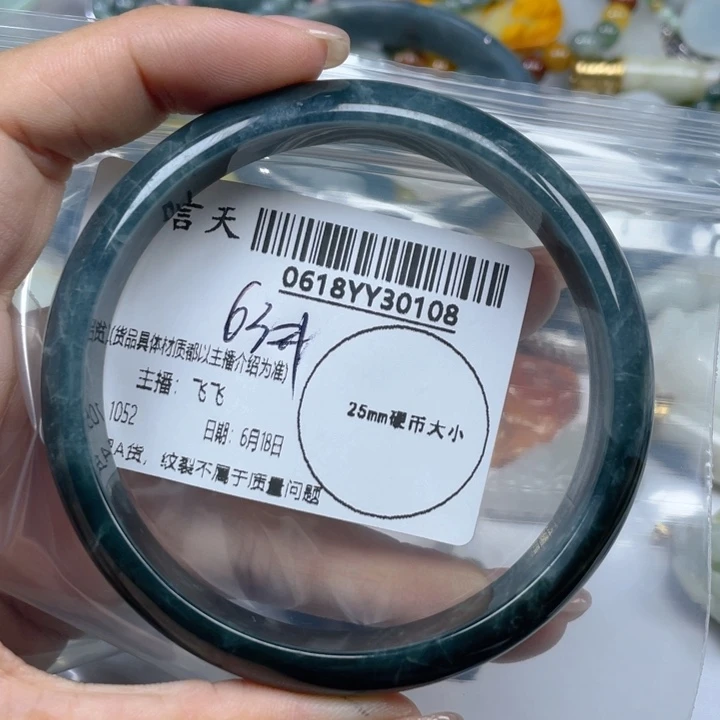 天
0618YY30108
63
(货品具体材质都以主播介绍为准)
主播：飞飞
1052
日期：6月18日
A货，纹裂不属于质量问题
25mm硬币大小